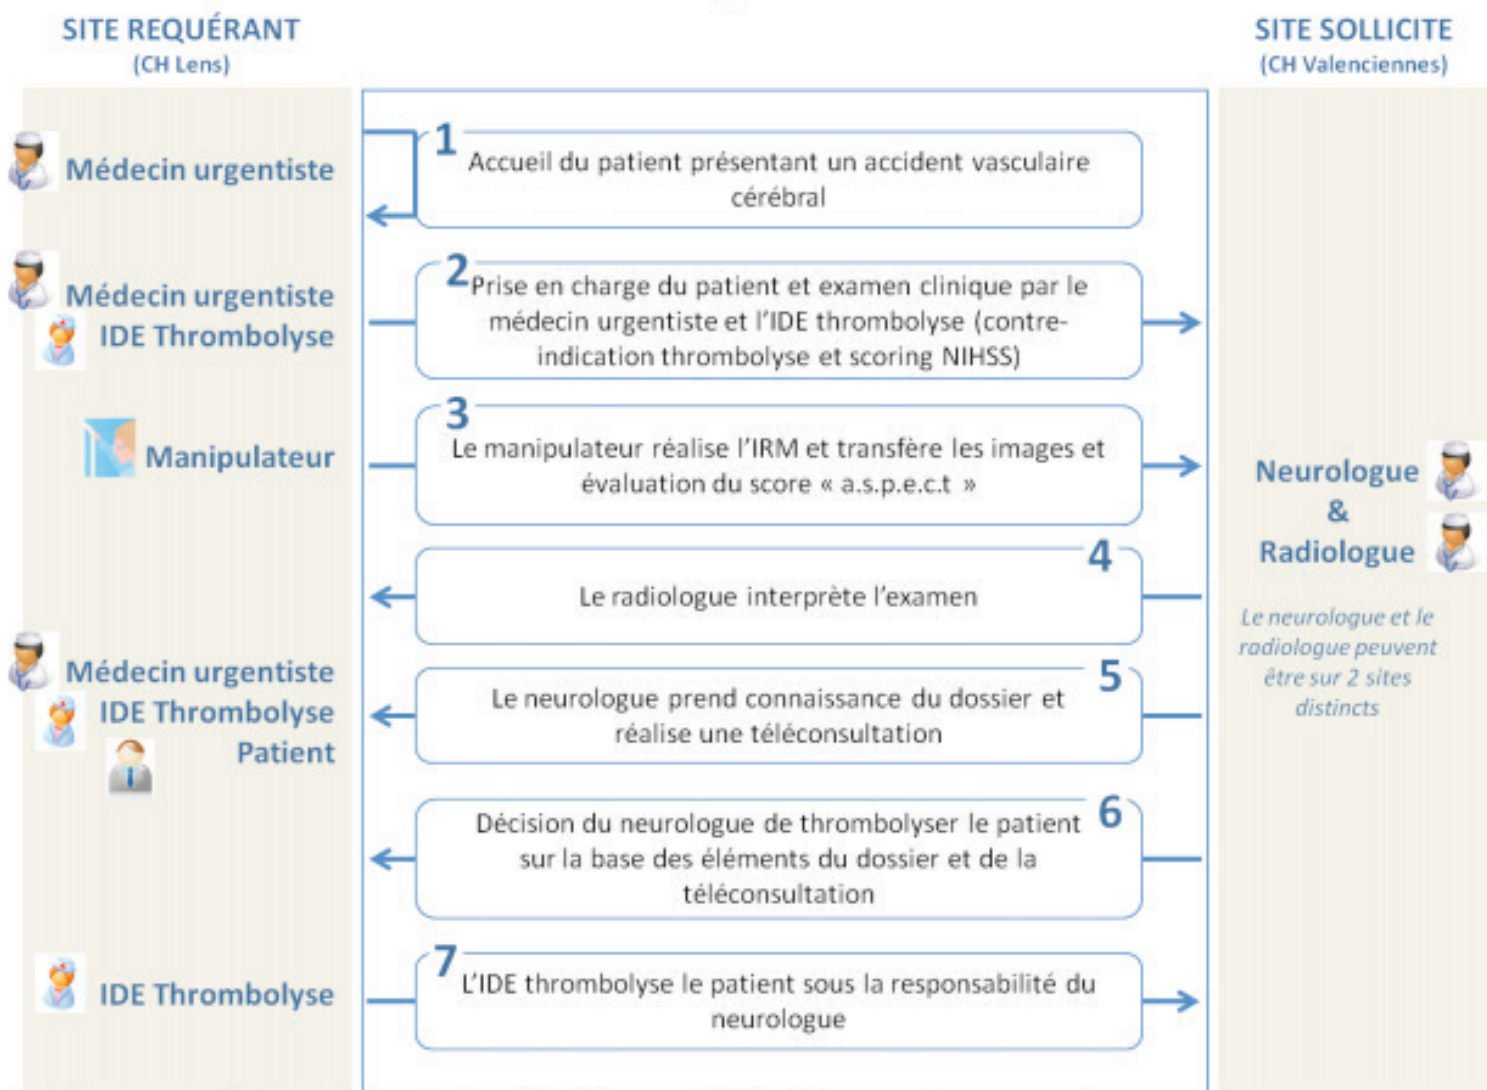 SITE REQUÉRANT
(CH Lens)
SITE SOLLICITE
(CH Valenciennes)
Médecin urgentiste
1
Accueil du patient présentant un accident vasculaire
cérébral
Médecin urgentiste
IDE Thrombolyse
2
Prise en charge du patient et examen clinique par le
médecin urgentiste et l'IDE thrombolyse (contre-
indication thrombolyse et scoring NIHSS)
Manipulateur
3
Le manipulateur réalise l'IRM et transfère les images et
évaluation du score « a.s.p.e.c.t »
Neurologue
&
Radiologue
Le neurologue et le
radiologue peuvent
être sur 2 sites
distincts
4
Le radiologue interprète l'examen
Médecin urgentiste
IDE Thrombolyse
Patient
5
Le neurologue prend connaissance du dossier et
réalise une téléconsultation
6
Décision du neurologue de thrombolyser le patient
sur la base des éléments du dossier et de la
téléconsultation
IDE Thrombolyse
7
L'IDE thrombolyse le patient sous la responsabilité du
neurologue